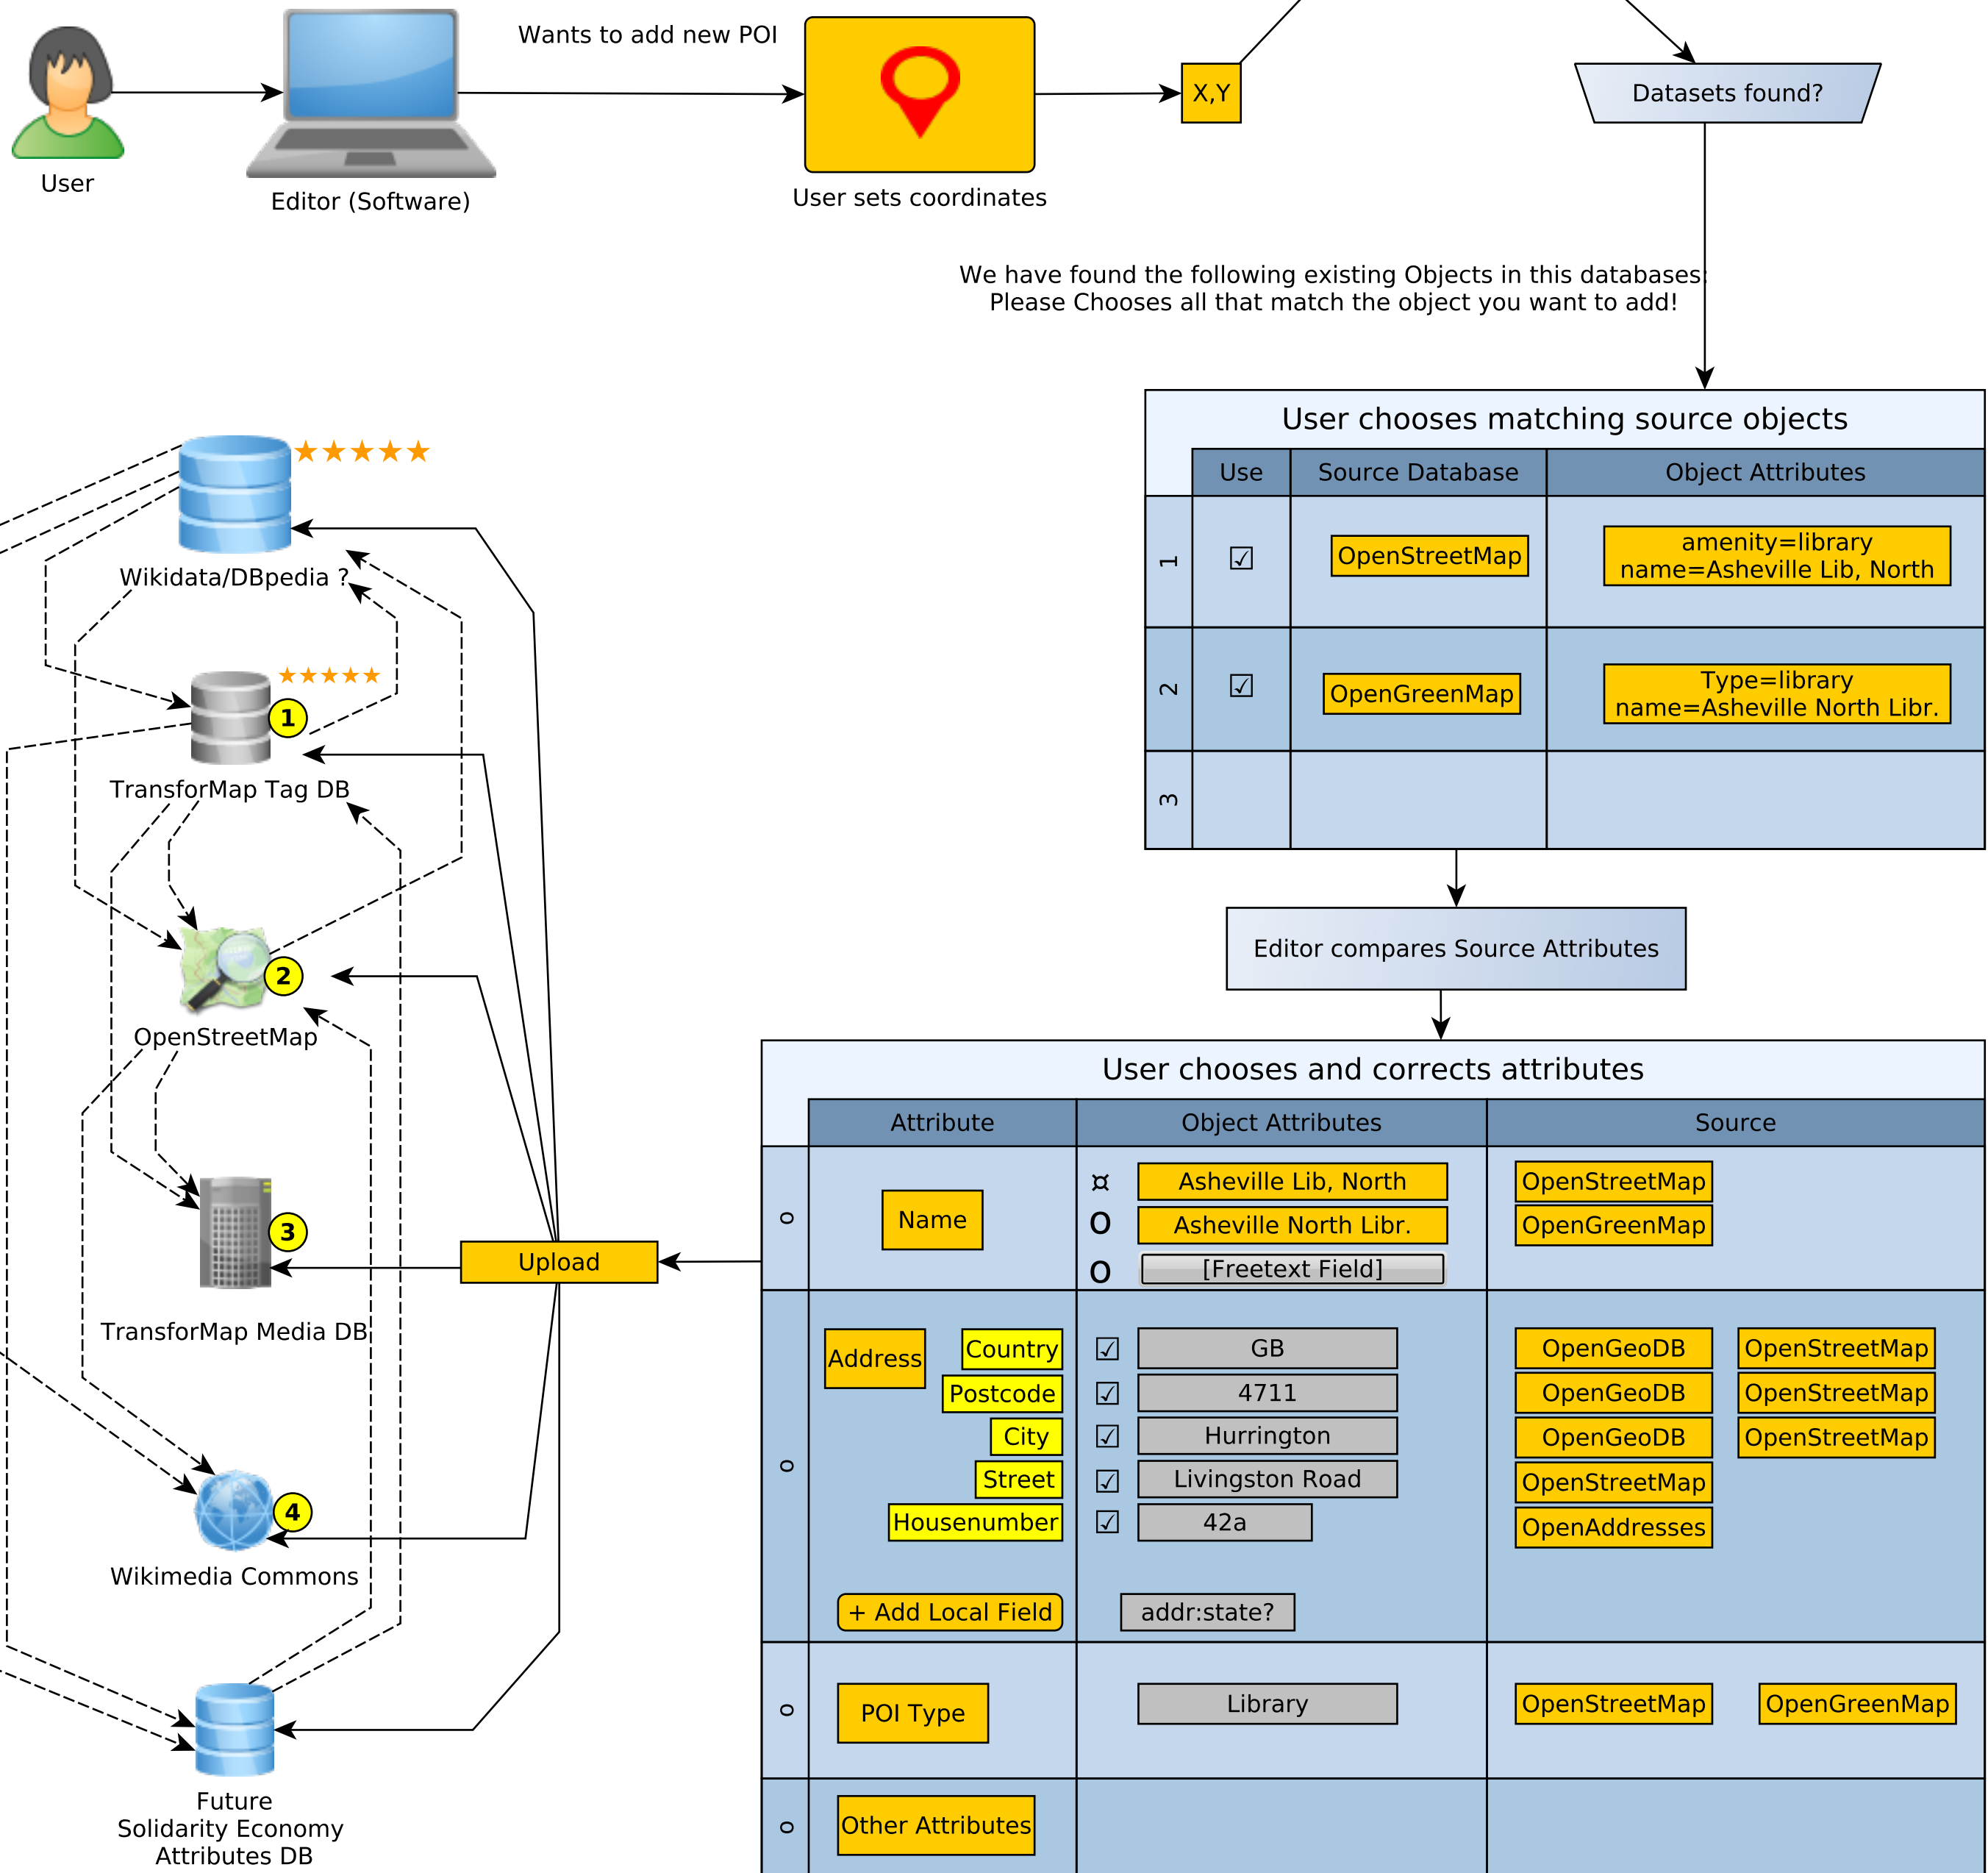 Wants to add new POI
X,Y
Datasets found?
User
Editor (Software)
User sets coordinates
We have found the following existing Objects in this databases:
Please Chooses all that match the object you want to add!
User chooses matching source objects
Use
Source Database
Object Attributes
1
☑
OpenStreetMap
amenity=library
name=Asheville Lib, North
2
☑
OpenGreenMap
Type=library
name=Asheville North Libr.
3
Editor compares Source Attributes
User chooses and corrects attributes
Attribute
Object Attributes
Source
o
Name
¤
Asheville Lib, North
OpenStreetMap
o
Asheville North Libr.
OpenGreenMap
o
[Freetext Field]
o
Address
Country
☑
GB
OpenGeoDB
OpenStreetMap
Postcode
☑
4711
OpenGeoDB
OpenStreetMap
City
☑
Hurrington
OpenGeoDB
OpenStreetMap
Street
☑
Livingston Road
OpenStreetMap
Housenumber
☑
42a
OpenAddresses
+ Add Local Field
addr:state?
o
POI Type
Library
OpenStreetMap
OpenGreenMap
o
Other Attributes
Upload
★★★★★
Wikidata/DBpedia ?
★★★★★
1
TransforMap Tag DB
2
OpenStreetMap
3
TransforMap Media DB
4
Wikimedia Commons
Future
Solidarity Economy
Attributes DB